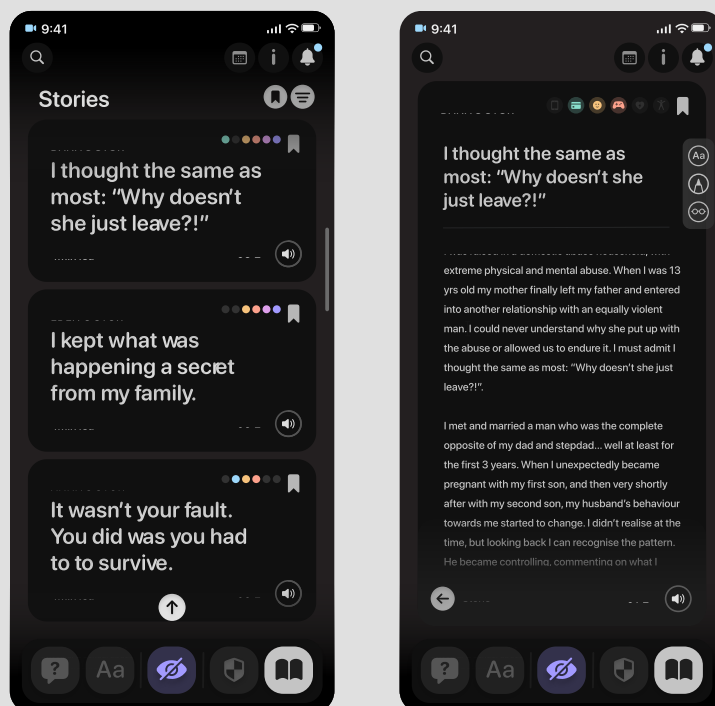 9:41
Stories
I thought the same as
most: “Why doesn’t
she just leave?!”
I kept what was
happening a secret
from my family.
It wasn’t your fault.
You did was you had
to to survive.
?
Aa
9:41
Aa
I thought the same as
most: “Why doesn’t she
just leave?!”
extreme physical and mental abuse. When I was 13
yrs old my mother finally left my father and entered
into another relationship with an equally violent
man. I could never understand why she put up with
the abuse or allowed us to endure it. I must admit I
thought the same as most: “Why doesn’t she just
leave?!”.
I met and married a man who was the complete
opposite of my dad and stepdad... well at least for
the first 3 years. When I unexpectedly became
pregnant with my first son, and then very shortly
after with my second son, my husband’s behaviour
towards me started to change. I didn’t realise at the
time, but looking back I can recognise the pattern.
He became controlling, commenting on what I
?
Aa